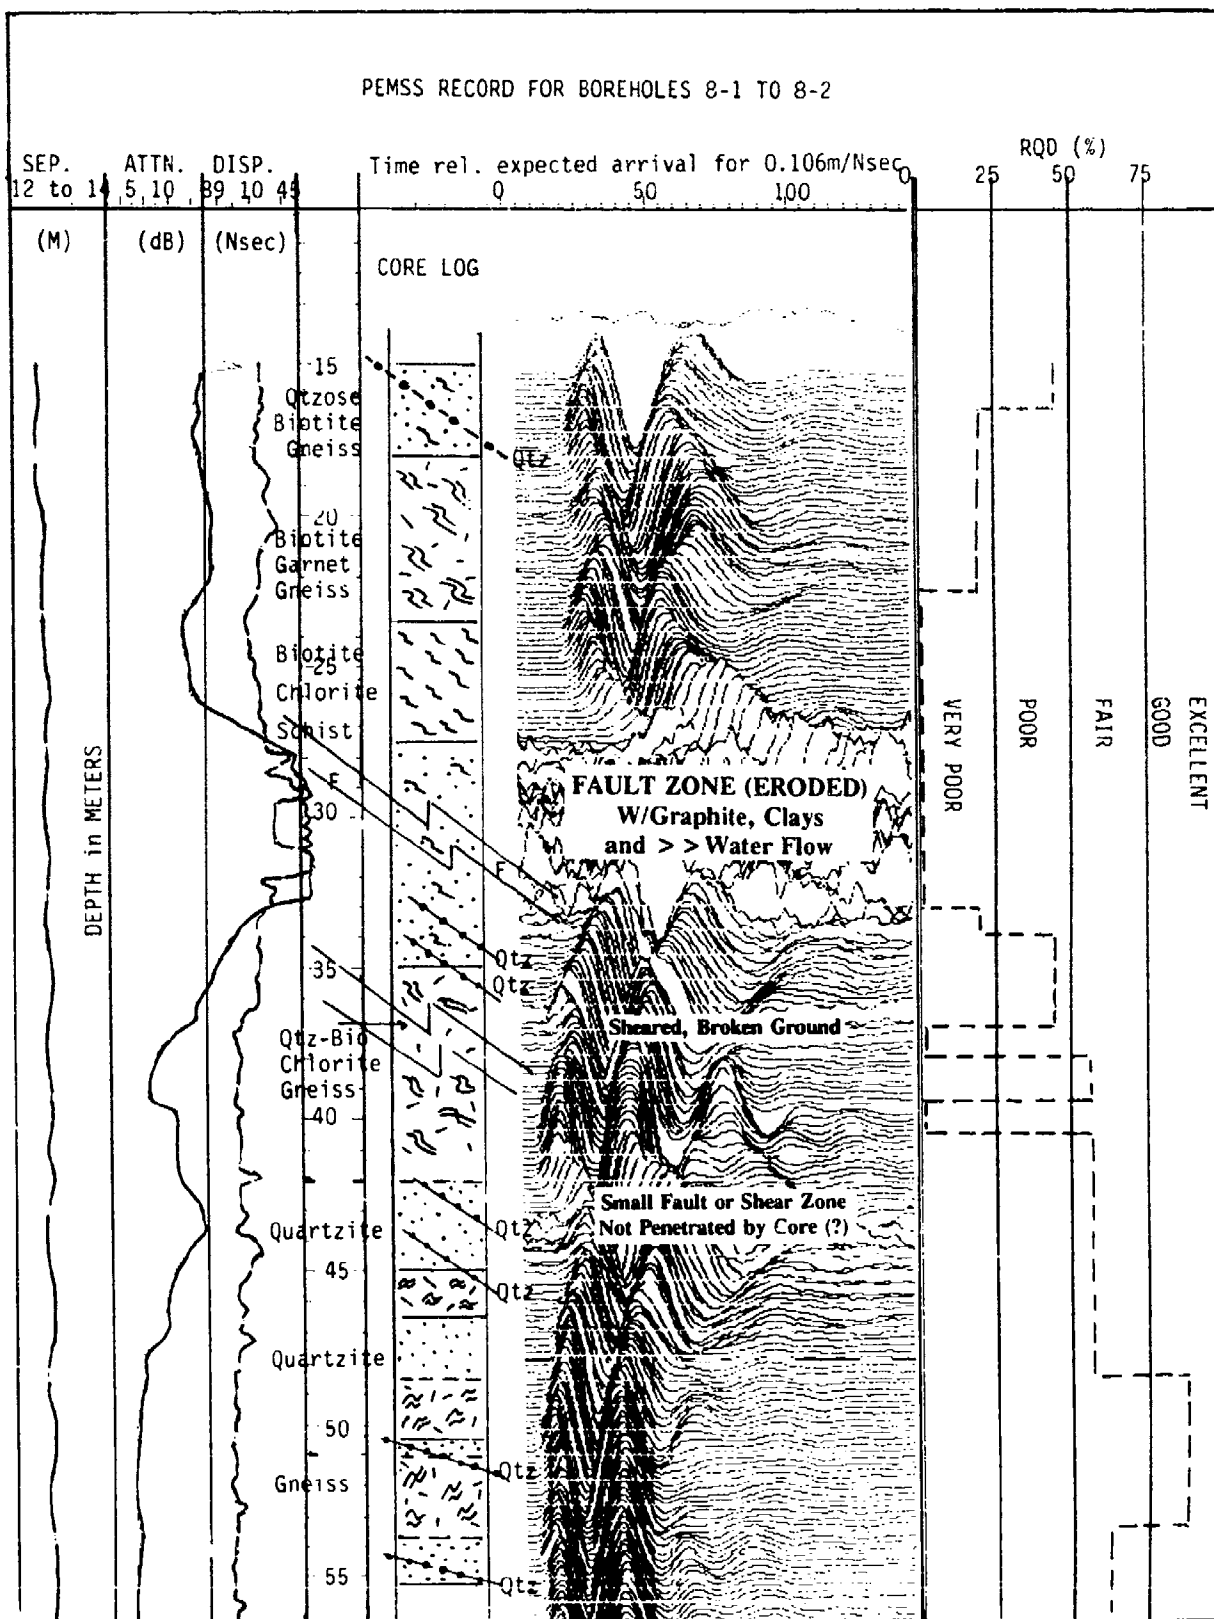 PEMSS RECORD FOR BOREHOLES 8-1 TO 8-2
RQD (%)
SEP. ATTN. DISP. Time rel. expected arrival for 0.106m/Nsec
12 to 14 5 10 10 45 0 50 100 0 25 50 75
(M) (dB) (Nsec)
CORE LOG
15
Qtzose
Biotite
Gneiss
Qtz
20
Biotite
Garnet
Gneiss
Biotite
25
Chlorite
Schist
DEPTH in METERS
VERY POOR
POOR
FAIR
GOOD
EXCELLENT
F
FAULT ZONE (ERODED)
30
W/Graphite, Clays
and > > Water Flow
F
Qtz
35
Qtz
Sheared, Broken Ground
Qtz-Bio
Chlorite
Gneiss
40
Small Fault or Shear Zone
Not Penetrated by Core (?)
Quartzite
Qtz
45
Qtz
Quartzite
50
Qtz
Gneiss
55
Qtz